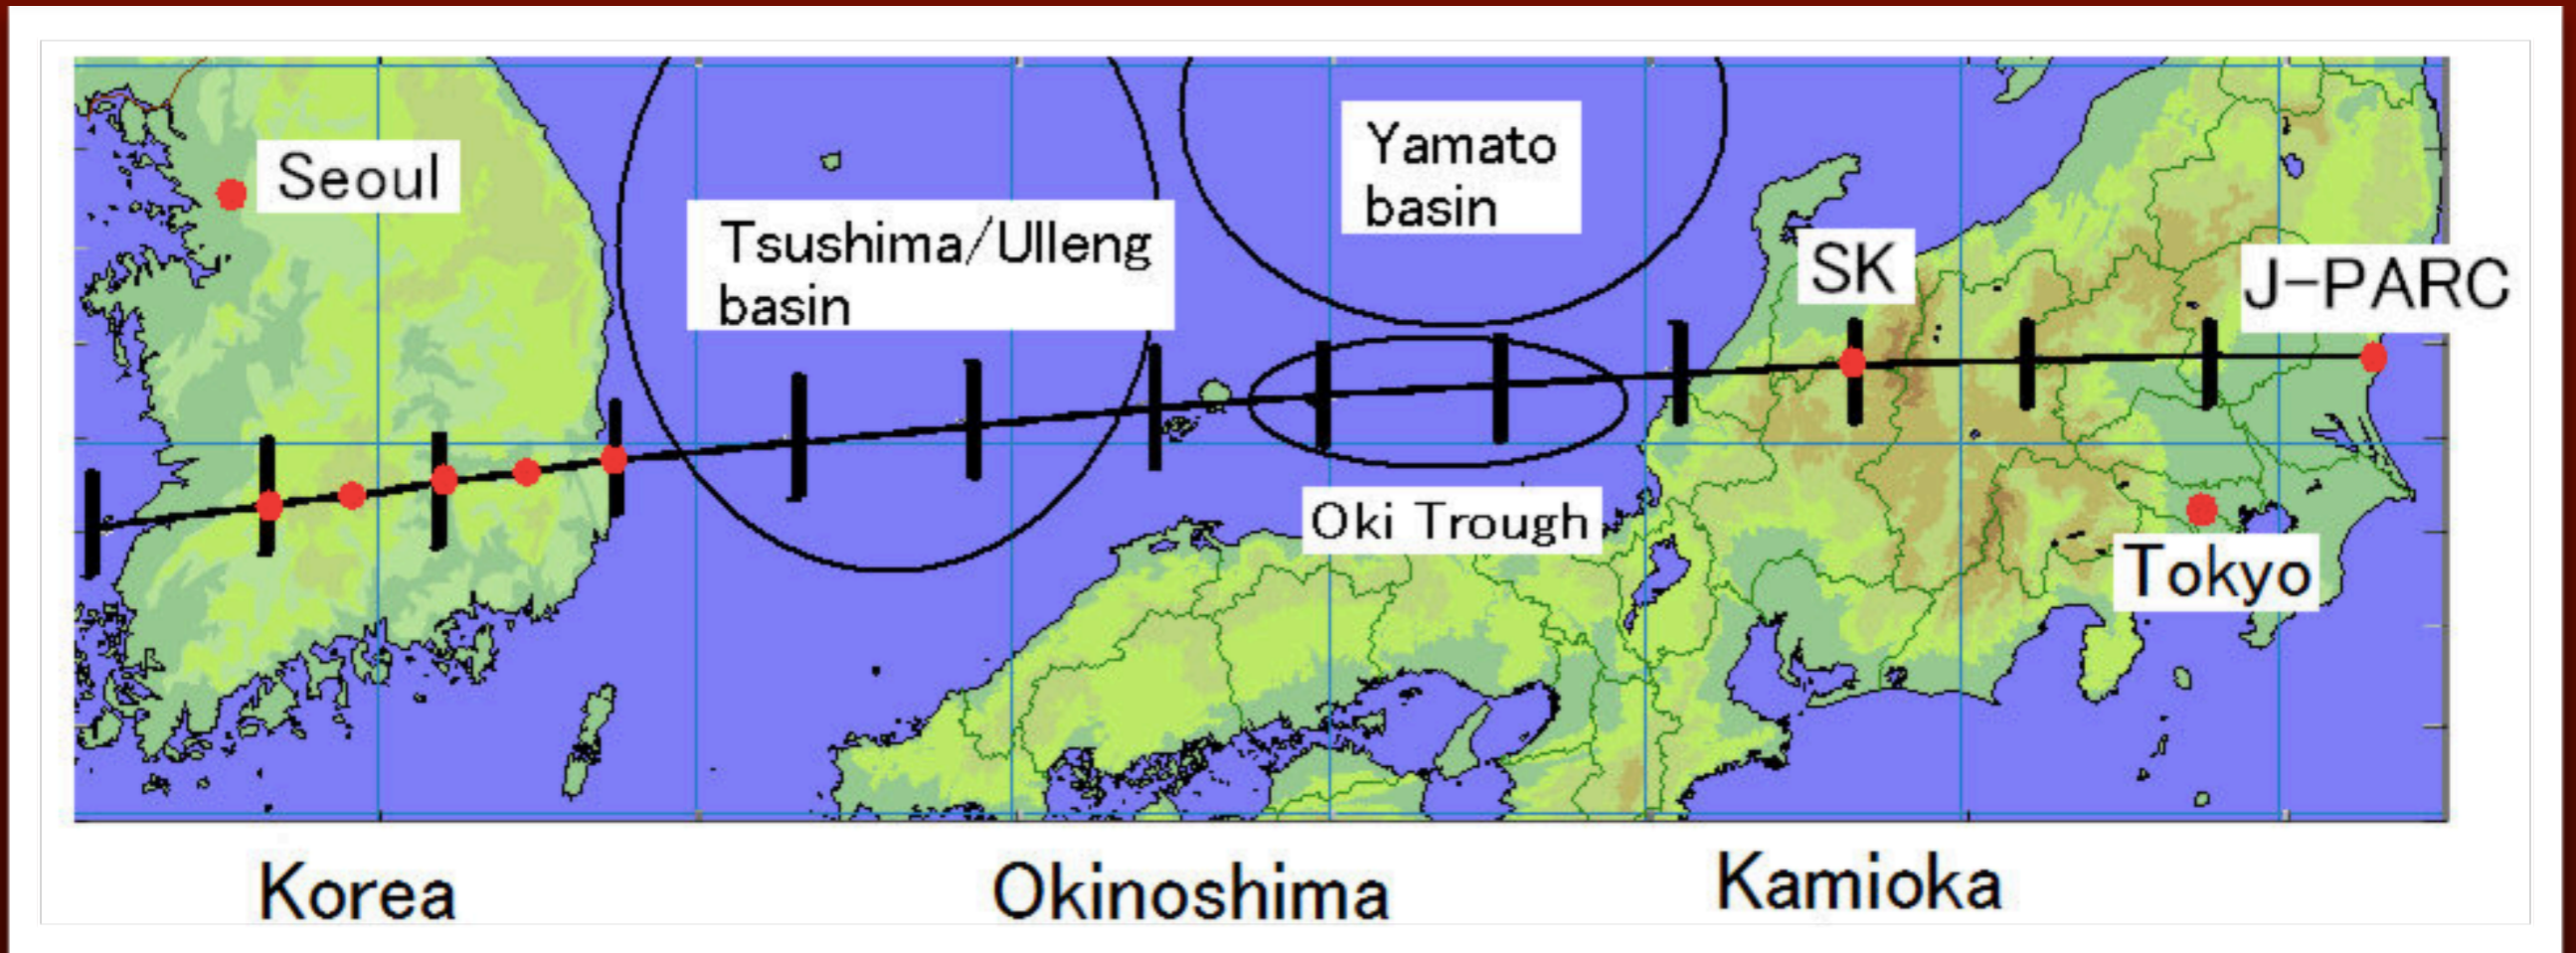 Seoul
Tsushima/Ulleng
basin
Yamato
basin
SK
J-PARC
Oki Trough
Tokyo
Korea
Okinoshima
Kamioka